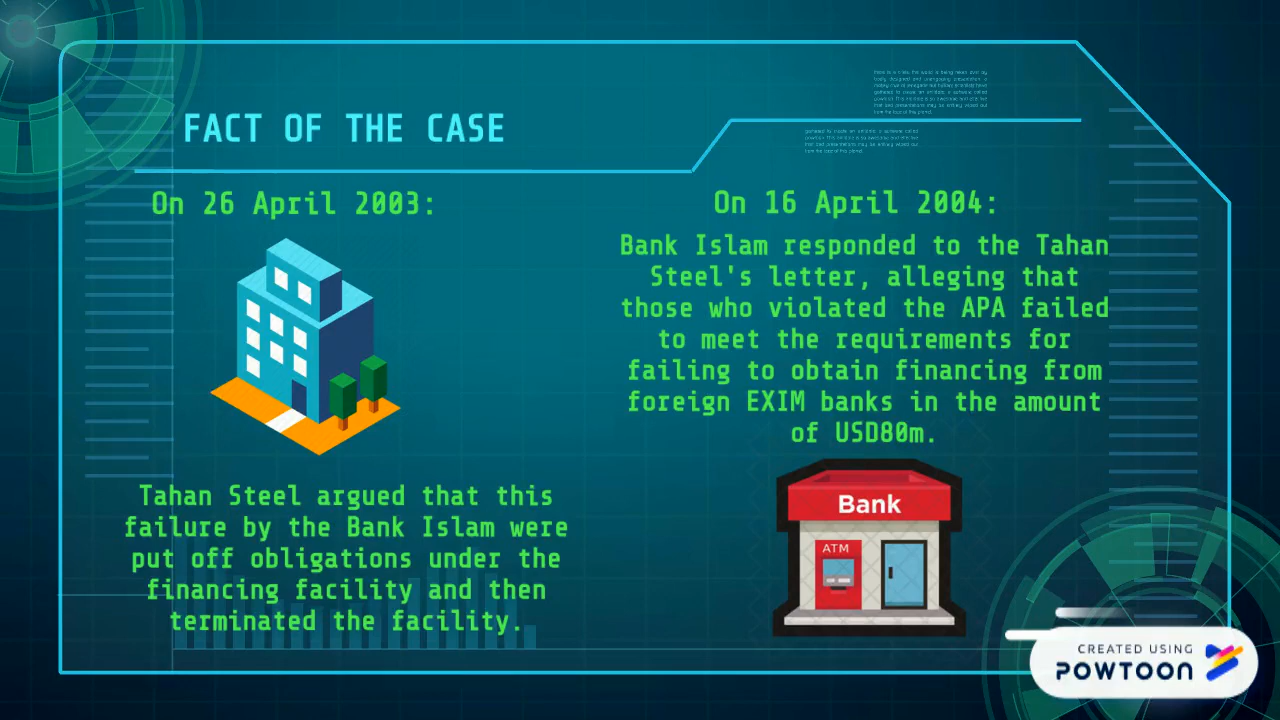 FACT OF THE CASE
On 26 April 2003:
Tahan Steel argued that this
failure by the Bank Islam were
put off obligations under the
financing facility and then
terminated the facility.
On 16 April 2004:
Bank Islam responded to the Tahan
Steel's letter, alleging that
those who violated the APA failed
to meet the requirements for
failing to obtain financing from
foreign EXIM banks in the amount
of USD80m.
Bank
ATM
CREATED USING
POWTOON